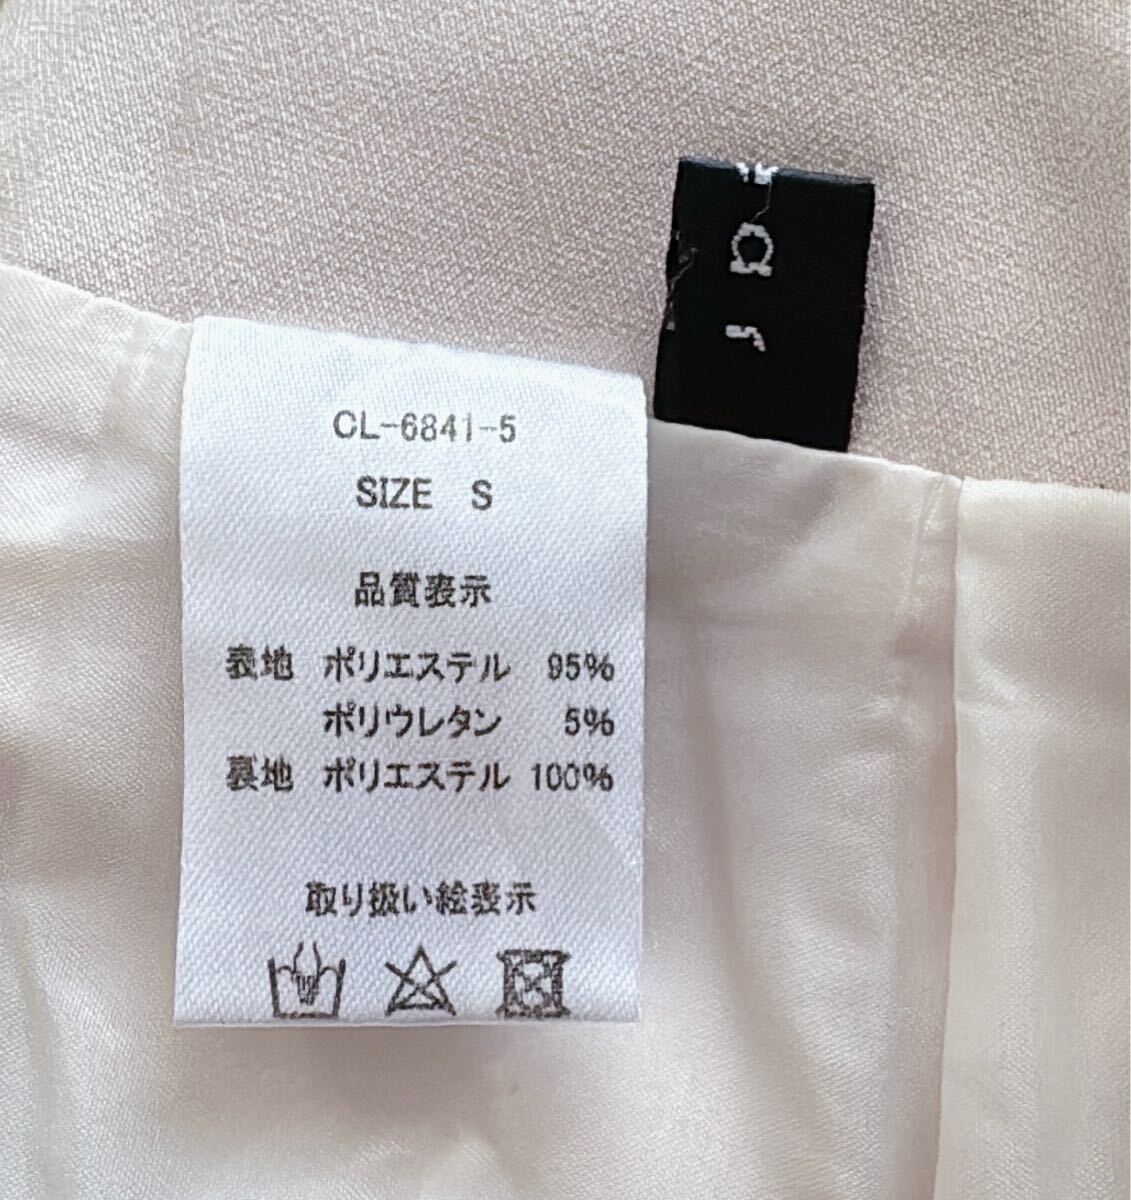 CL-6841-5
SIZE S
品質表示
表地 ポリエステル 95%
ポリウレタン 5%
裏地 ポリエステル 100%
取り扱い絵表示